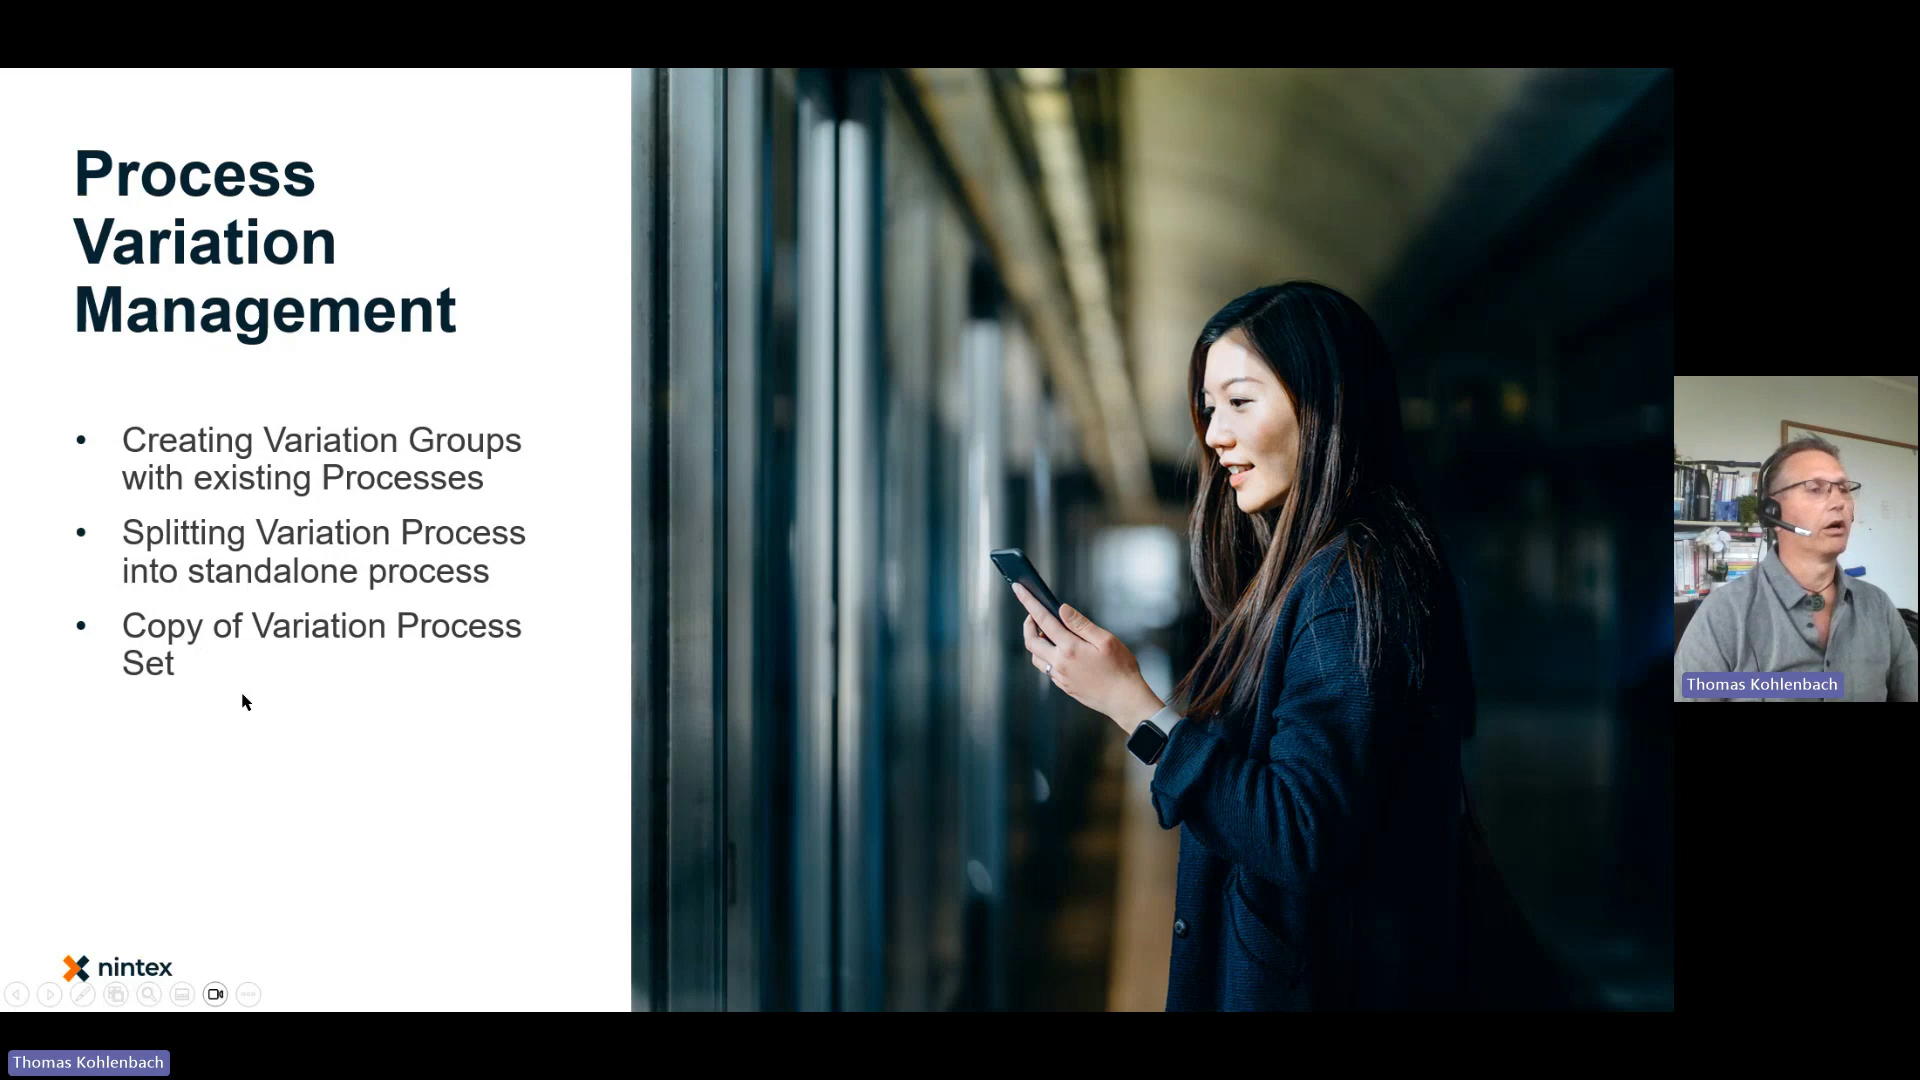 Process
Variation
Management
• Creating Variation Groups
with existing Processes
• Splitting Variation Process
into standalone process
• Copy of Variation Process
Set
nintex
Thomas Kohlenbach
Thomas Kohlenbach